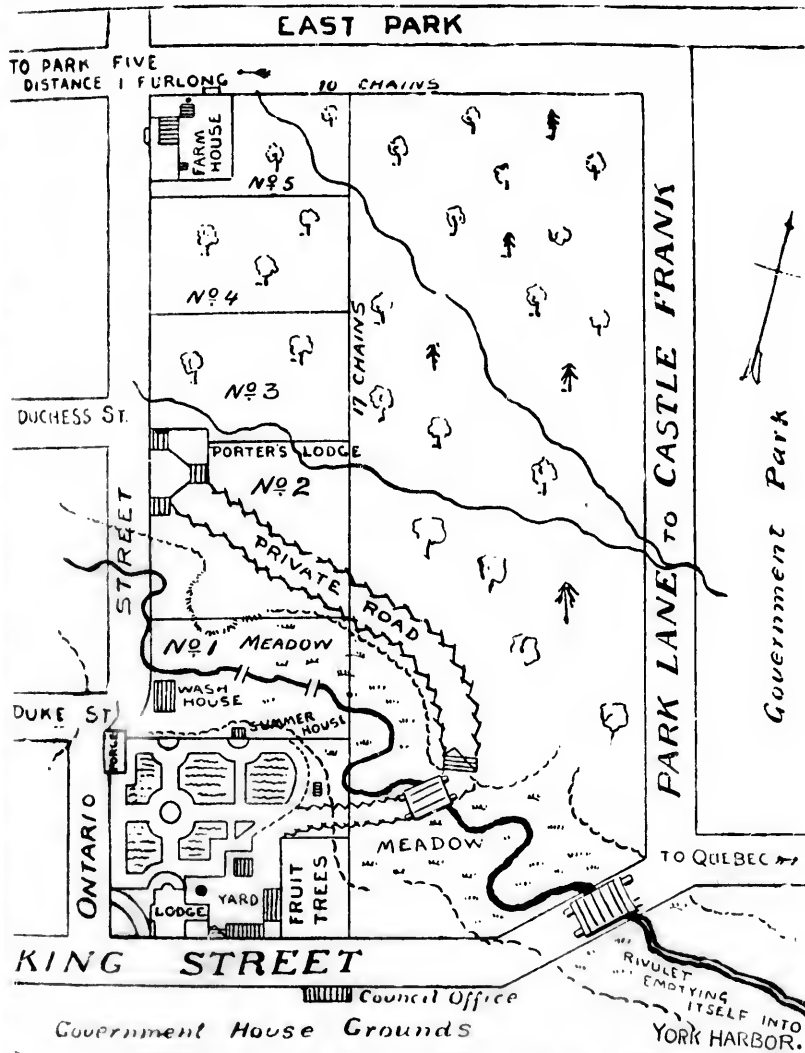 EAST PARK
TO PARK FIVE
DISTANCE 1 FURLONG
10 CHAINS
FARM
HOUSE
No 5
No 4
17 CHAINS
No 3
DUCHESS ST.
PORTER'S LODGE
No 2
PRIVATE ROAD
STREET
No 1 MEADOW
WASH
HOUSE
DUKE ST
SUMMER
HOUSE
FORGE
ONTARIO
MEADOW
LODGE
YARD
FRUIT
TREES
PARK LANE TO CASTLE FRANK
Government Park
TO QUEBEC
KING STREET
Council Office
Government House Grounds
RIVULET
EMPTYING
ITSELF INTO
YORK HARBOR.